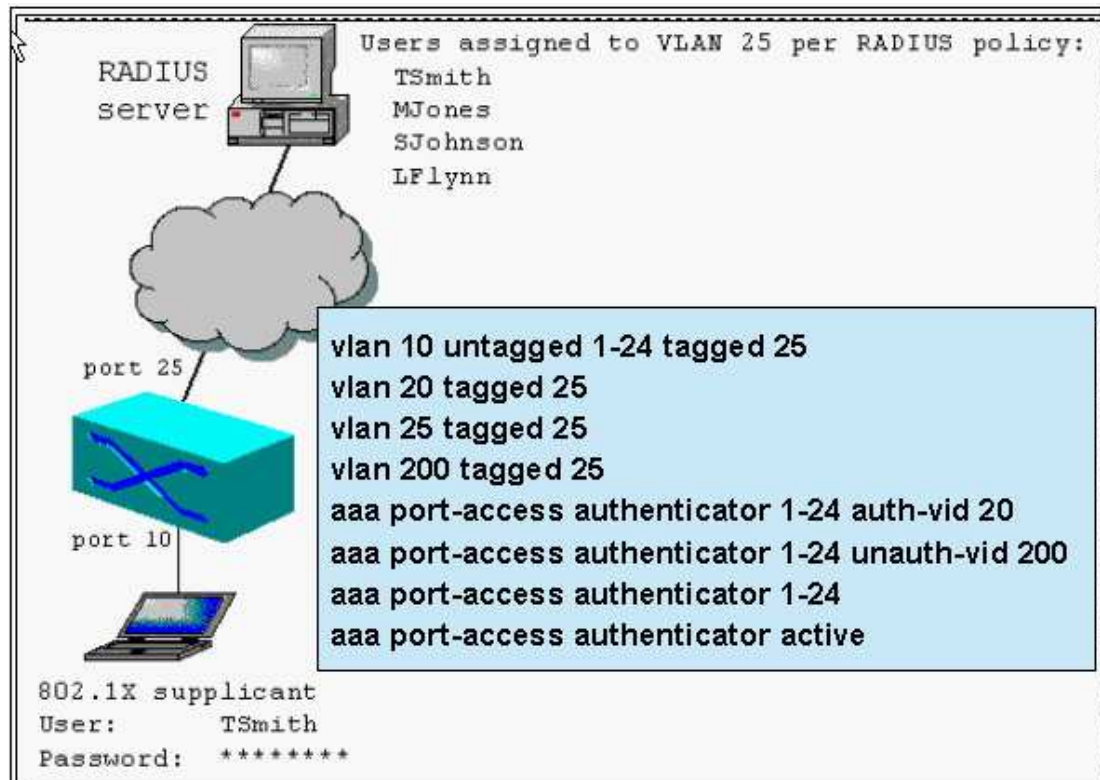 Users assigned to VLAN 25 per RADIUS policy:
TSmith
MJones
SJohnson
LFlynn
RADIUS
server
port 25
vlan 10 untagged 1-24 tagged 25
vlan 20 tagged 25
vlan 25 tagged 25
vlan 200 tagged 25
aaa port-access authenticator 1-24 auth-vid 20
aaa port-access authenticator 1-24 unauth-vid 200
aaa port-access authenticator 1-24
aaa port-access authenticator active
port 10
802.1X supplicant
User: TSmith
Password: ********